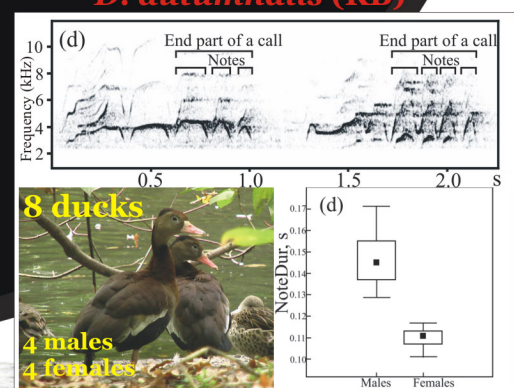 D. autumnalis (RB)
(d)
End part of a call
Notes
End part of a call
Notes
Frequency (kHz)
10
8
6
4
2
0.5
1.0
1.5
2.0
s
8 ducks
4 males
4 females
(d)
NoteDur, s
0.17
0.16
0.15
0.14
0.13
0.12
0.11
0.10
Males
Females